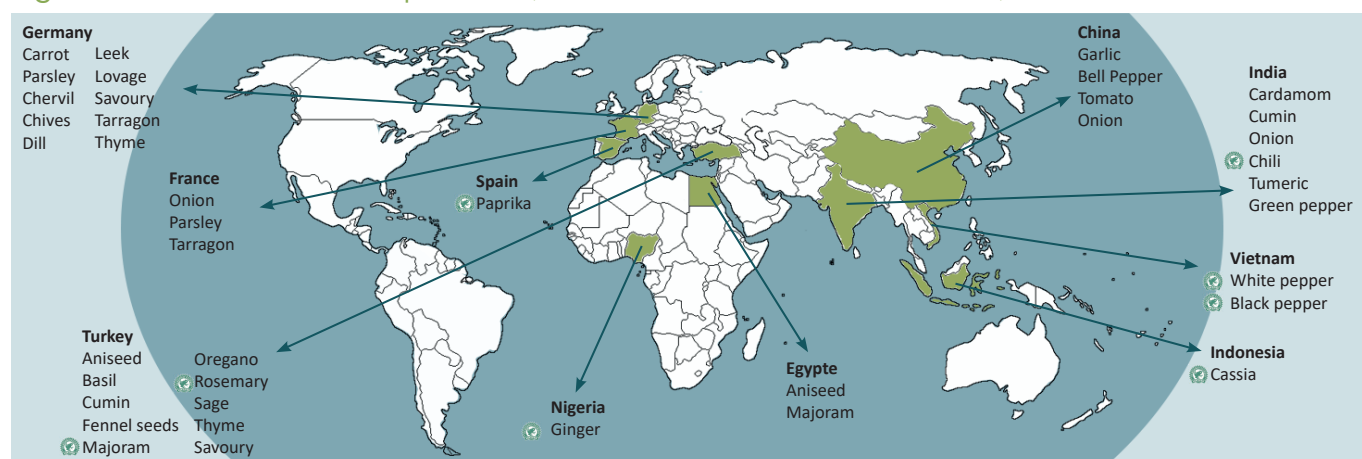 Germany
Carrot Leek
Parsley Lovage
Chervil Savoury
Chives Tarragon
Dill Thyme
France
Onion
Parsley
Tarragon
Spain
Paprika
China
Garlic
Bell Pepper
Tomato
Onion
India
Cardamom
Cumin
Onion
Chili
Tumeric
Green pepper
Vietnam
White pepper
Black pepper
Indonesia
Cassia
Turkey
Aniseed Oregano
Basil Rosemary
Cumin Sage
Fennel seeds Thyme
Majoram Savoury
Nigeria
Ginger
Egypte
Aniseed
Majoram